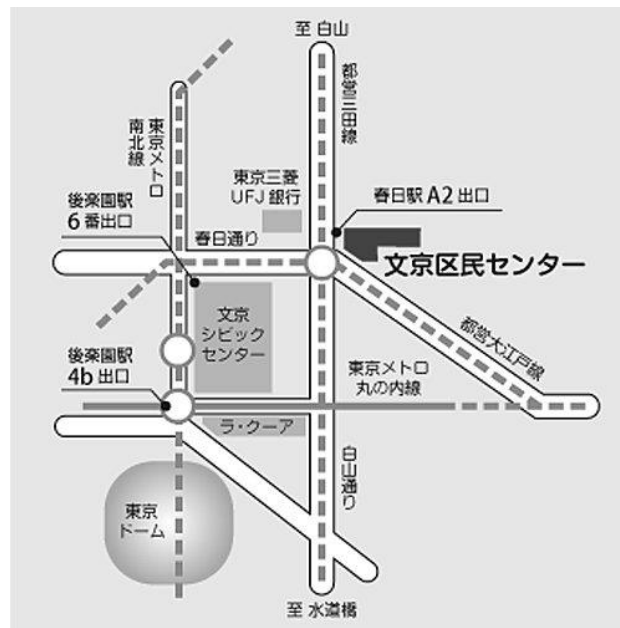 至 白山
都営三田線
東京メトロ
南北線
東京三菱
UFJ 銀行
春日駅 A2 出口
後楽園駅
6 番出口
春日通り
文京区民センター
文京
シビック
センター
都営大江戸線
後楽園駅
4b 出口
東京メトロ
丸の内線
ラ・クーア
白山通り
東京
ドーム
至 水道橋